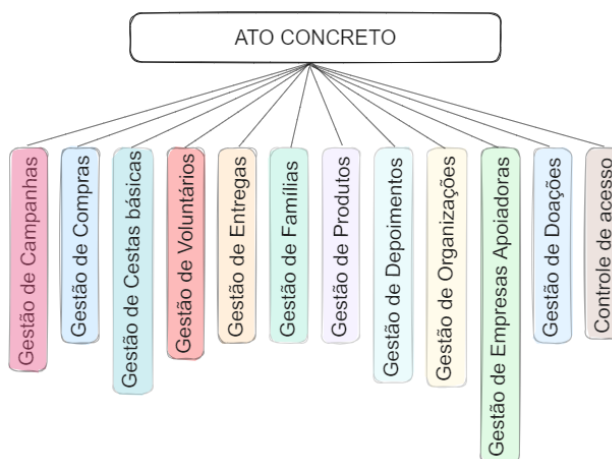 ATO CONCRETO
Gestão de Campanhas
Gestão de Compras
Gestão de Cestas básicas
Gestão de Voluntários
Gestão de Entregas
Gestão de Famílias
Gestão de Produtos
Gestão de Depoimentos
Gestão de Organizações
Gestão de Empresas Apoiadoras
Gestão de Doações
Controle de acesso